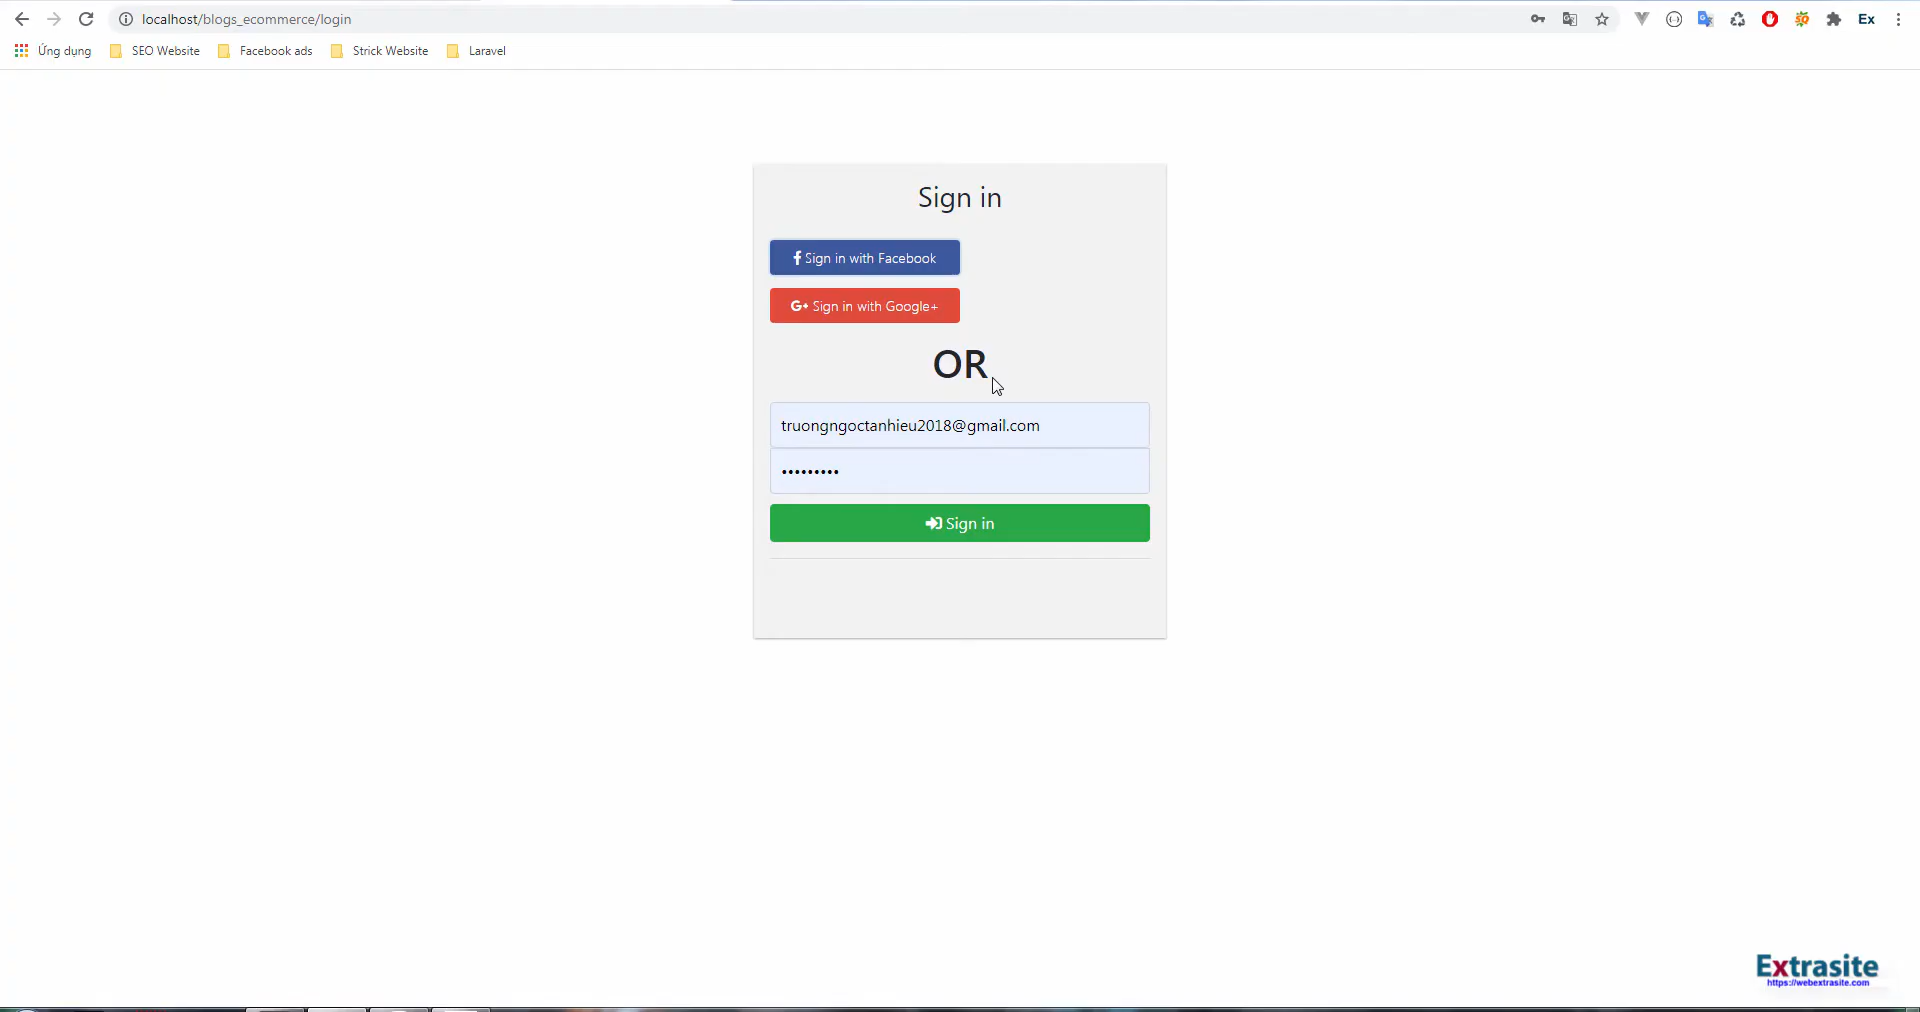 localhost/blogs_ecommerce/login
Ex
Ứng dụng SEO Website Facebook ads Strick Website Laravel
Sign in
Sign in with Facebook
G+ Sign in with Google+
OR
truongngoctanhieu2018@gmail.com
•••••••••
Sign in
Extrasite
https://webextrasite.com